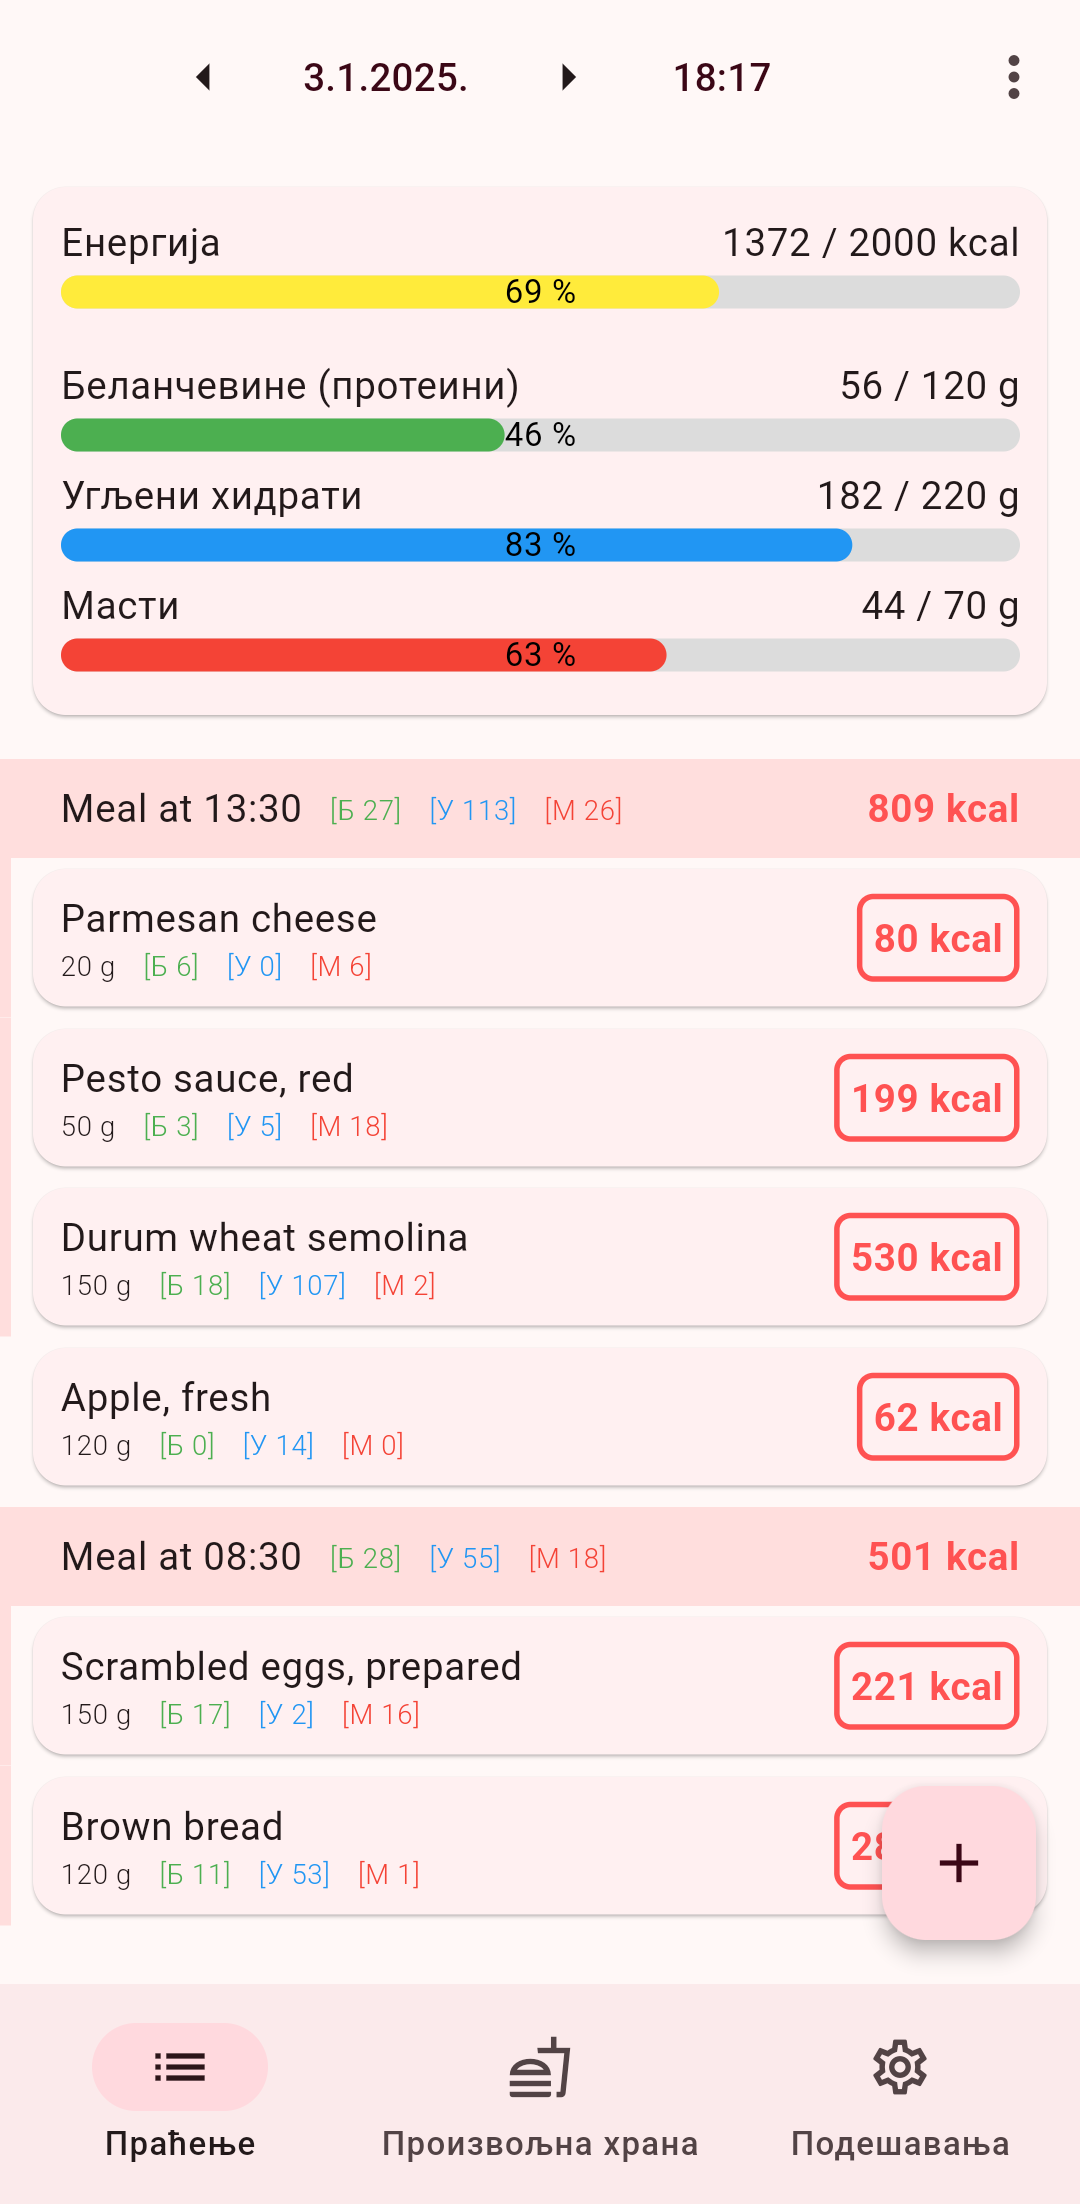 3.1.2025. 18:17
Енергија 1372 / 2000 kcal
69 %
Беланчевине (протеини) 56 / 120 g
46 %
Угљени хидрати 182 / 220 g
83 %
Масти 44 / 70 g
63 %
Meal at 13:30 [Б 27] [У 113] [М 26] 809 kcal
Parmesan cheese
80 kcal
20 g [Б 6] [У 0] [М 6]
Pesto sauce, red
199 kcal
50 g [Б 3] [У 5] [М 18]
Durum wheat semolina
530 kcal
150 g [Б 18] [У 107] [М 2]
Apple, fresh
62 kcal
120 g [Б 0] [У 14] [М 0]
Meal at 08:30 [Б 28] [У 55] [М 18] 501 kcal
Scrambled eggs, prepared
221 kcal
150 g [Б 17] [У 2] [М 16]
Brown bread
120 g [Б 11] [У 53] [М 1]
Праћење Произвољна храна Подешавања